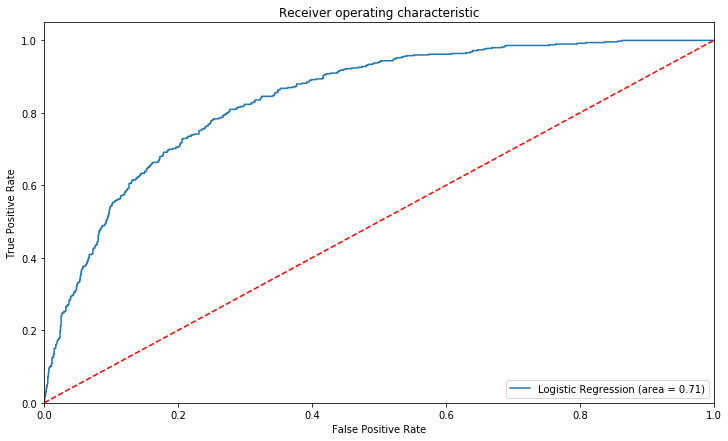 Receiver operating characteristic
1.0
0.8
0.6
0.4
0.2
0.0
True Positive Rate
0.0 0.2 0.4 0.6 0.8 1.0
False Positive Rate
Logistic Regression (area = 0.71)